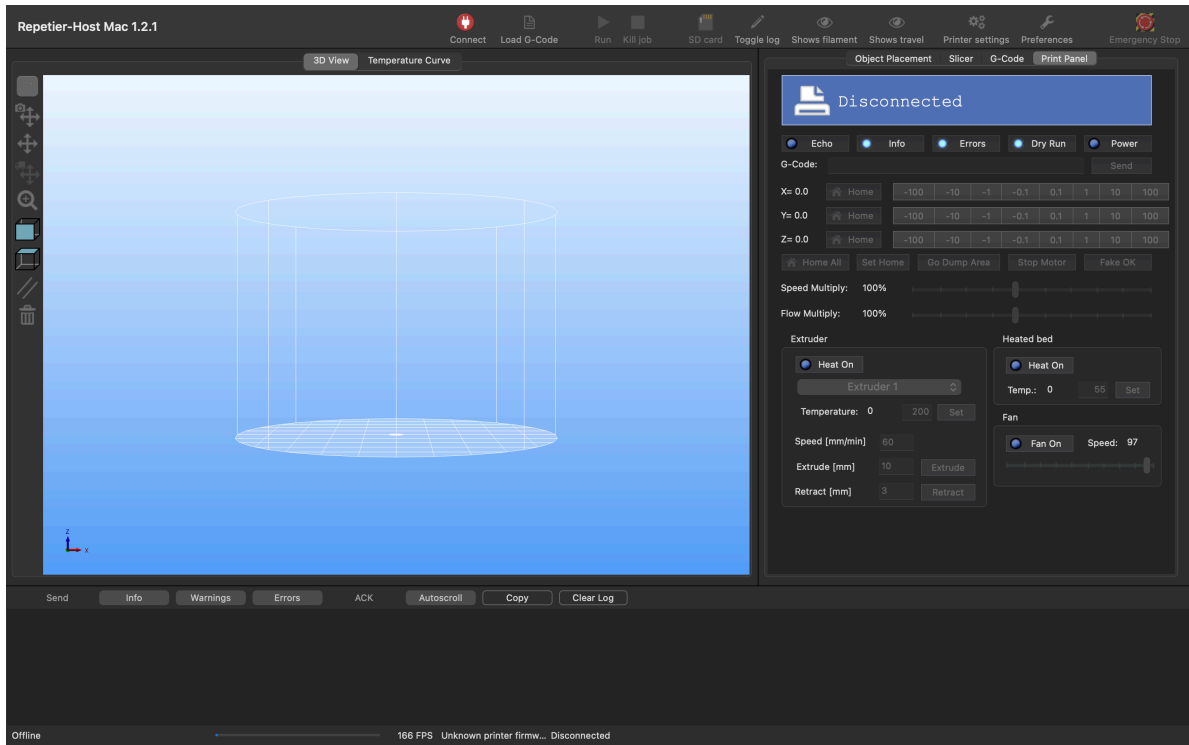 Repetier-Host Mac 1.2.1
Connect Load G-Code Run Kill job SD card Toggle log Shows filament Shows travel Printer settings Preferences Emergency Stop
3D View Temperature Curve
Object Placement Slicer G-Code Print Panel
Disconnected
Echo Info Errors Dry Run Power
G-Code: Send
X= 0.0 Home -100 -10 -1 -0.1 0.1 1 10 100
Y= 0.0 Home -100 -10 -1 -0.1 0.1 1 10 100
Z= 0.0 Home -100 -10 -1 -0.1 0.1 1 10 100
Home All Set Home Go Dump Area Stop Motor Fake OK
Speed Multiply: 100%
Flow Multiply: 100%
Extruder
Heat On
Extruder 1
Temperature: 0 200 Set
Speed [mm/min] 60
Extrude [mm] 10 Extrude
Retract [mm] 3 Retract
Heated bed
Heat On
Temp.: 0 55 Set
Fan
Fan On Speed: 97
Z
X
Send Info Warnings Errors ACK Autoscroll Copy Clear Log
Offline 166 FPS Unknown printer firmw... Disconnected